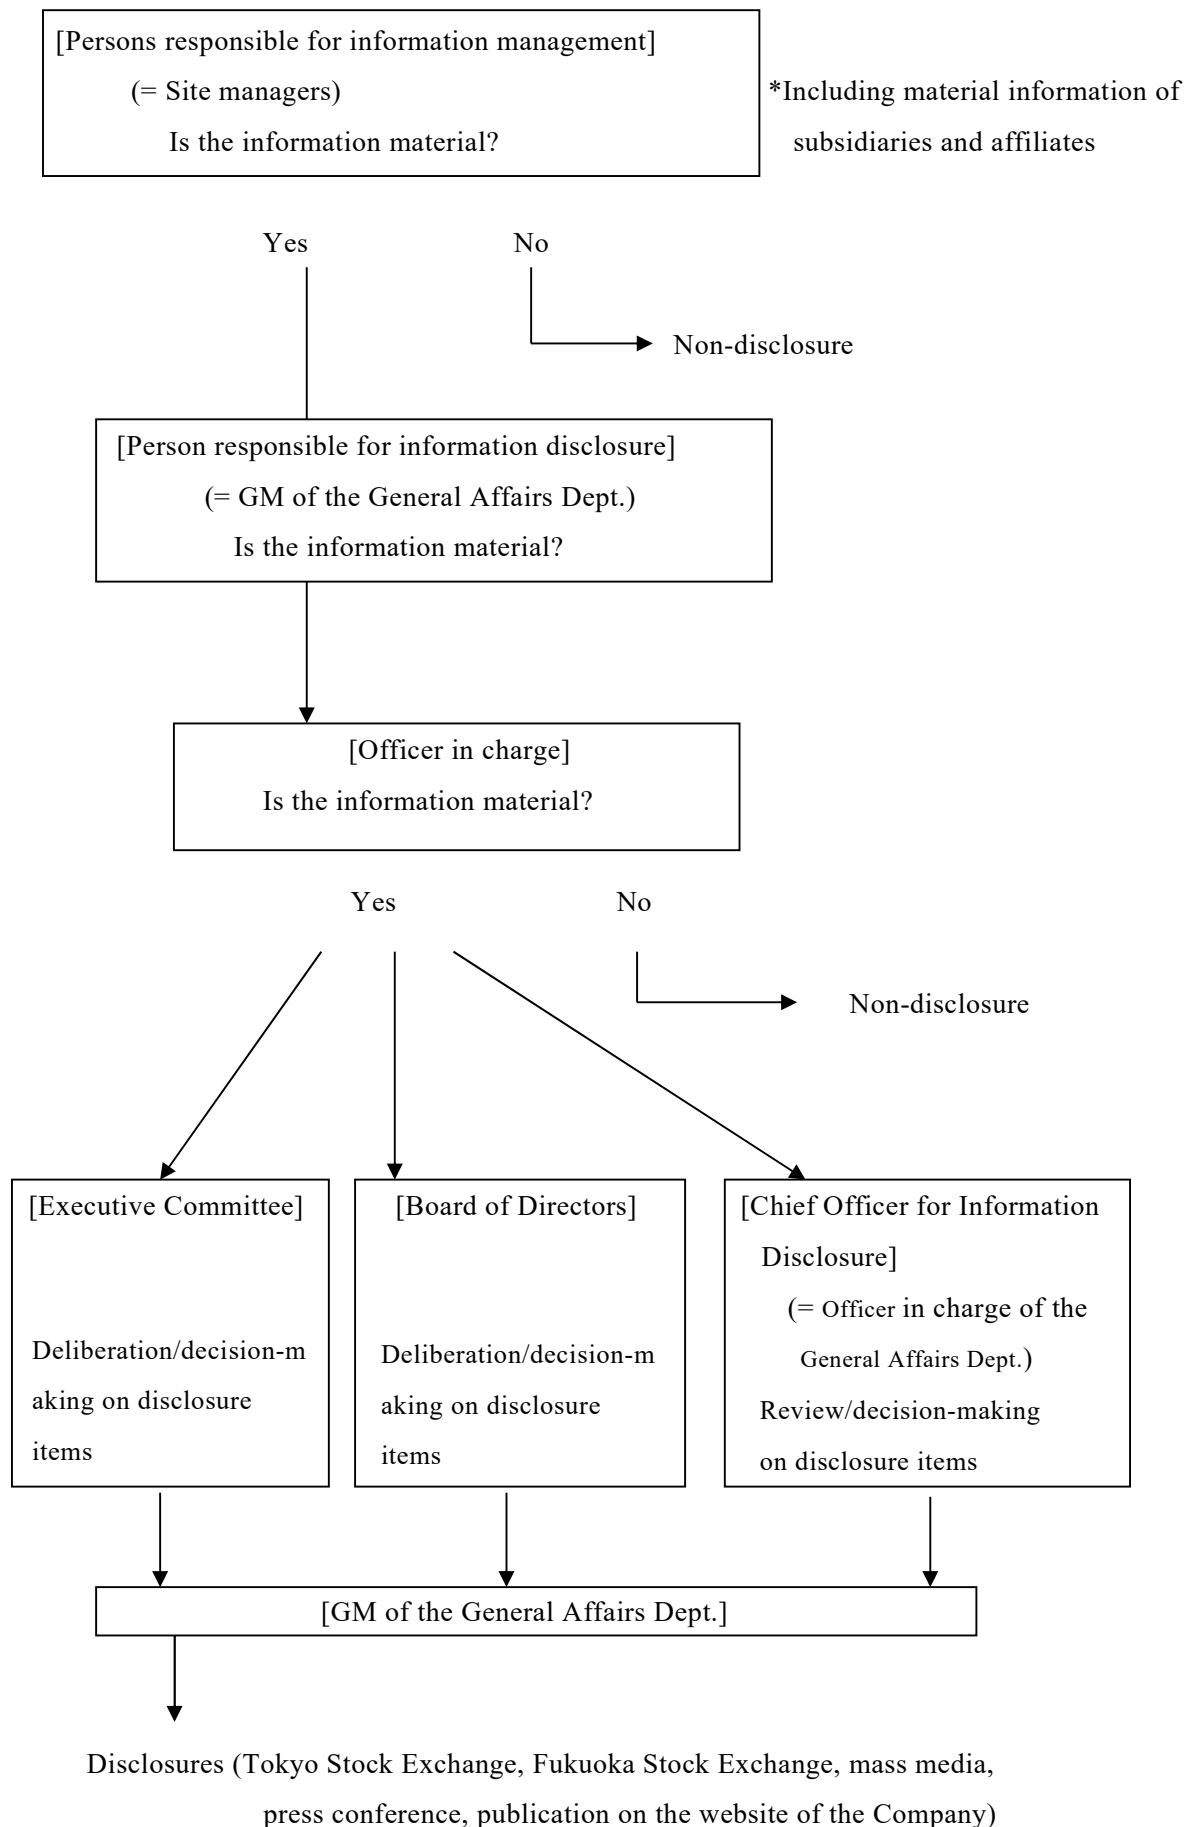 [Persons responsible for information management]
(= Site managers)
*Including material information of
Is the information material?
subsidiaries and affiliates
Yes
No
Non-disclosure
[Person responsible for information disclosure]
(= GM of the General Affairs Dept.)
Is the information material?
[Officer in charge]
Is the information material?
Yes
No
Non-disclosure
[Executive Committee]
Deliberation/decision-m
aking on disclosure
items
[Board of Directors]
Deliberation/decision-m
aking on disclosure
items
[Chief Officer for Information
Disclosure]
(= Officer in charge of the
General Affairs Dept.)
Review/decision-making
on disclosure items
[GM of the General Affairs Dept.]
Disclosures (Tokyo Stock Exchange, Fukuoka Stock Exchange, mass media,
press conference, publication on the website of the Company)